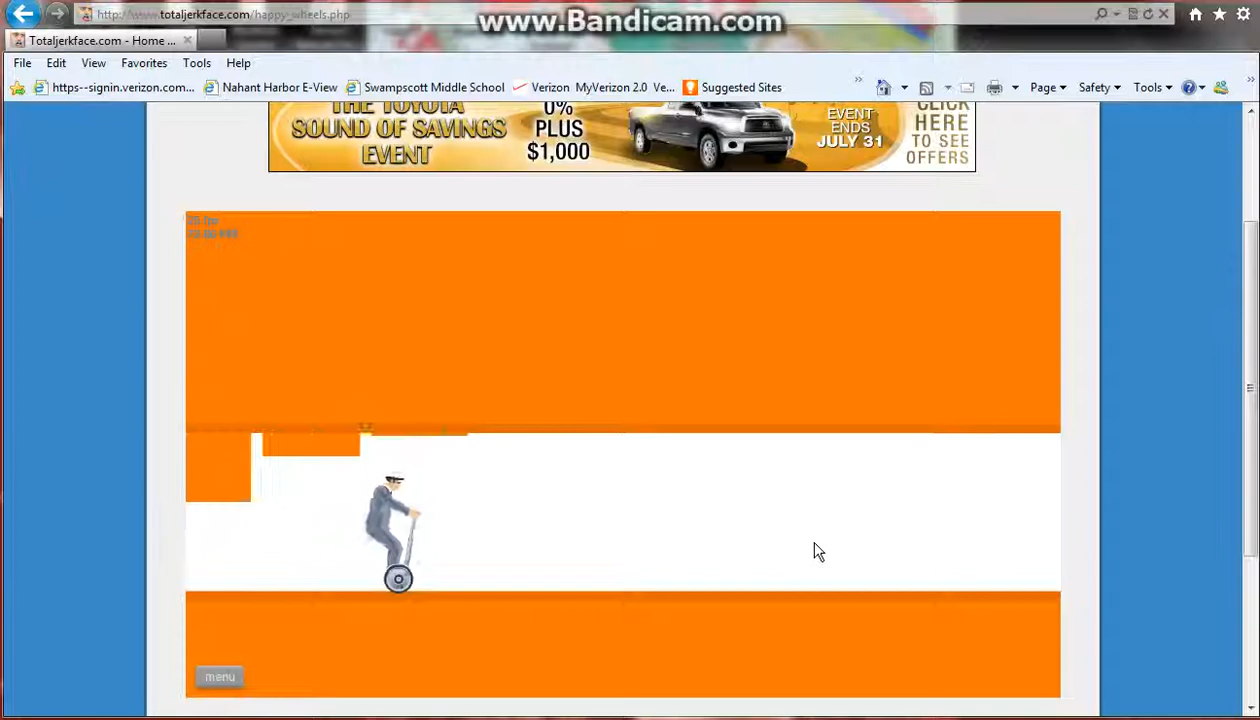 www.Bandicam.com
http://www.totaljerkface.com/happy_wheels.php
Totaljerkface.com - Home ...
File Edit View Favorites Tools Help
https--signin.verizon.com... Nahant Harbor E-View Swampscott Middle School Verizon MyVerizon 2.0 Ve... Suggested Sites Page Safety Tools
THE TOYOTA
SOUND OF SAVINGS
EVENT
0%
PLUS
$1,000
EVENT
ENDS
JULY 31
CLICK
HERE
TO SEE
OFFERS
menu